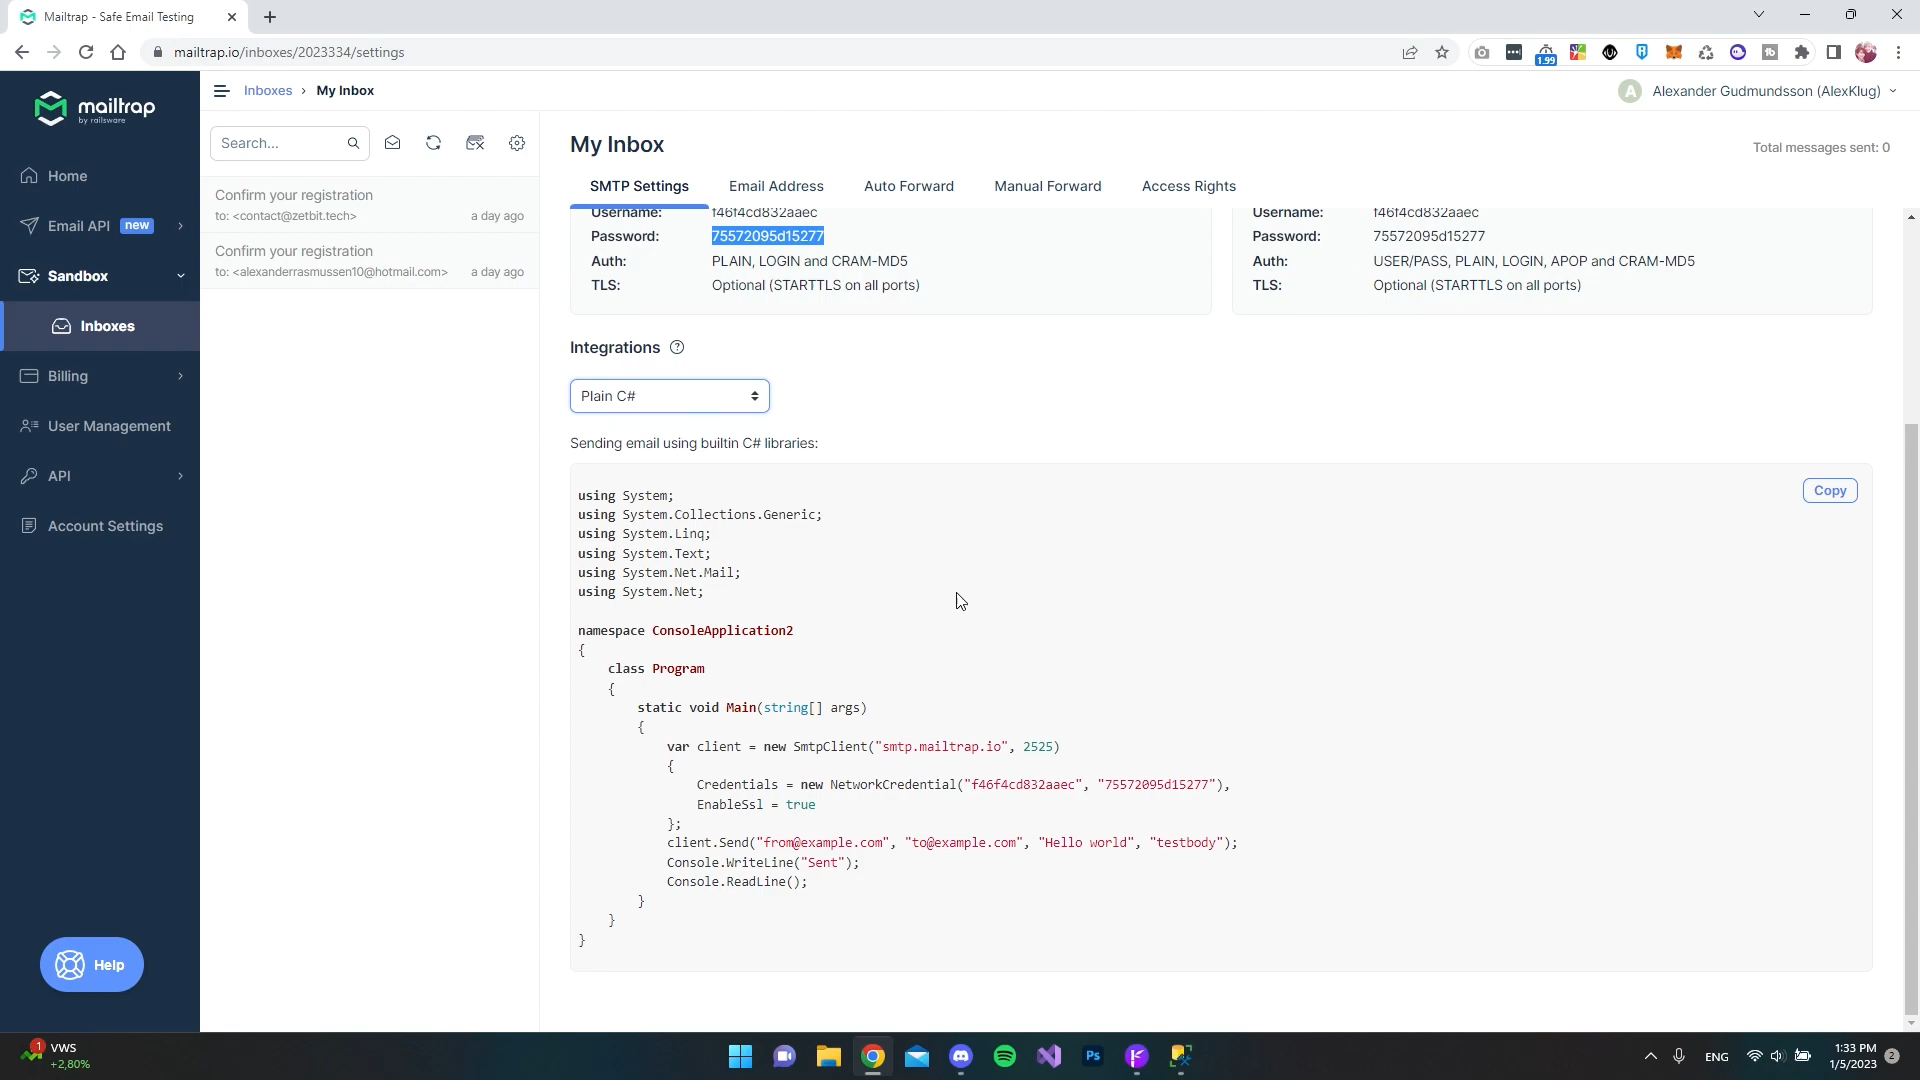 Mailtrap - Safe Email Testing
mailtrap.io/inboxes/2023334/settings
1.99
mailtrap
by railsware
Inboxes › My Inbox
A Alexander Gudmundsson (AlexKlug)
Home
Email API new
Sandbox
Inboxes
Billing
User Management
API
Account Settings
Help
Search...
Confirm your registration
to: <contact@zetbit.tech> a day ago
Confirm your registration
to: <alexanderrasmussen10@hotmail.com> a day ago
My Inbox
Total messages sent: 0
SMTP Settings Email Address Auto Forward Manual Forward Access Rights
Username: f46f4cd832aaec
Password: 75572095d15277
Auth: PLAIN, LOGIN and CRAM-MD5
TLS: Optional (STARTTLS on all ports)
Username: f46f4cd832aaec
Password: 75572095d15277
Auth: USER/PASS, PLAIN, LOGIN, APOP and CRAM-MD5
TLS: Optional (STARTTLS on all ports)
Integrations ?
Plain C#
Sending email using builtin C# libraries:
Copy
using System;
using System.Collections.Generic;
using System.Linq;
using System.Text;
using System.Net.Mail;
using System.Net;
namespace ConsoleApplication2
{
class Program
{
static void Main(string[] args)
{
var client = new SmtpClient("smtp.mailtrap.io", 2525)
{
Credentials = new NetworkCredential("f46f4cd832aaec", "75572095d15277"),
EnableSsl = true
};
client.Send("from@example.com", "to@example.com", "Hello world", "testbody");
Console.WriteLine("Sent");
Console.ReadLine();
}
}
}
1
VWS
+2,80%
Ps
ENG
1:33 PM
1/5/2023
2